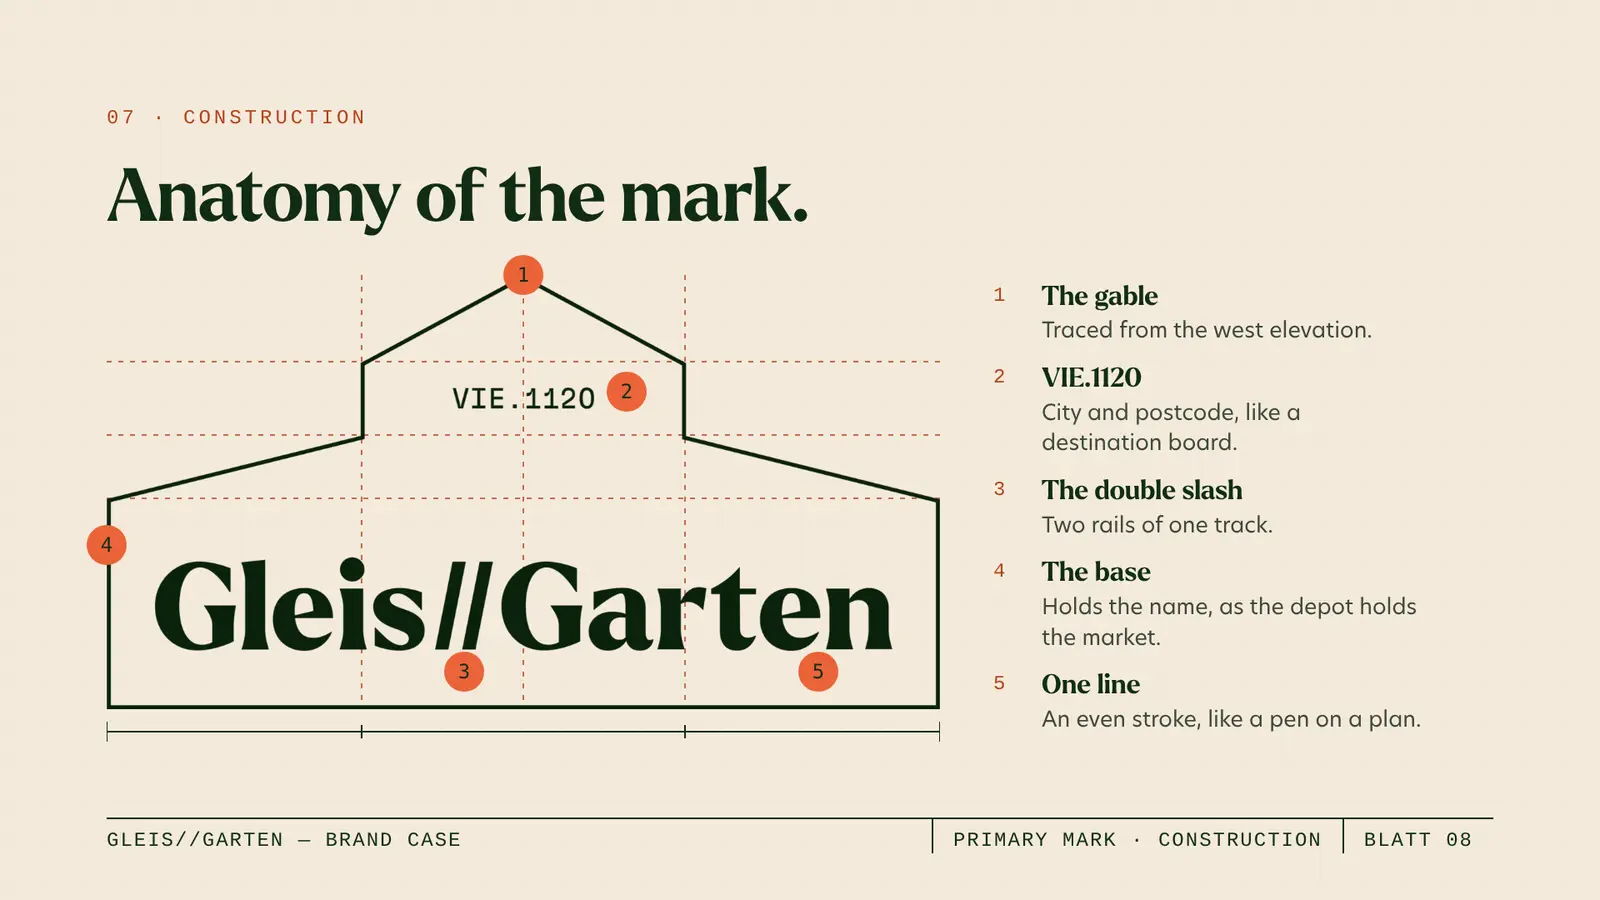 07 · CONSTRUCTION
Anatomy of the mark.
1
VIE.1120
2
4
Gleis//Garten
3
5
1 The gable
Traced from the west elevation.
2 VIE.1120
City and postcode, like a
destination board.
3 The double slash
Two rails of one track.
4 The base
Holds the name, as the depot holds
the market.
5 One line
An even stroke, like a pen on a plan.
GLEIS//GARTEN — BRAND CASE
PRIMARY MARK · CONSTRUCTION
BLATT 08